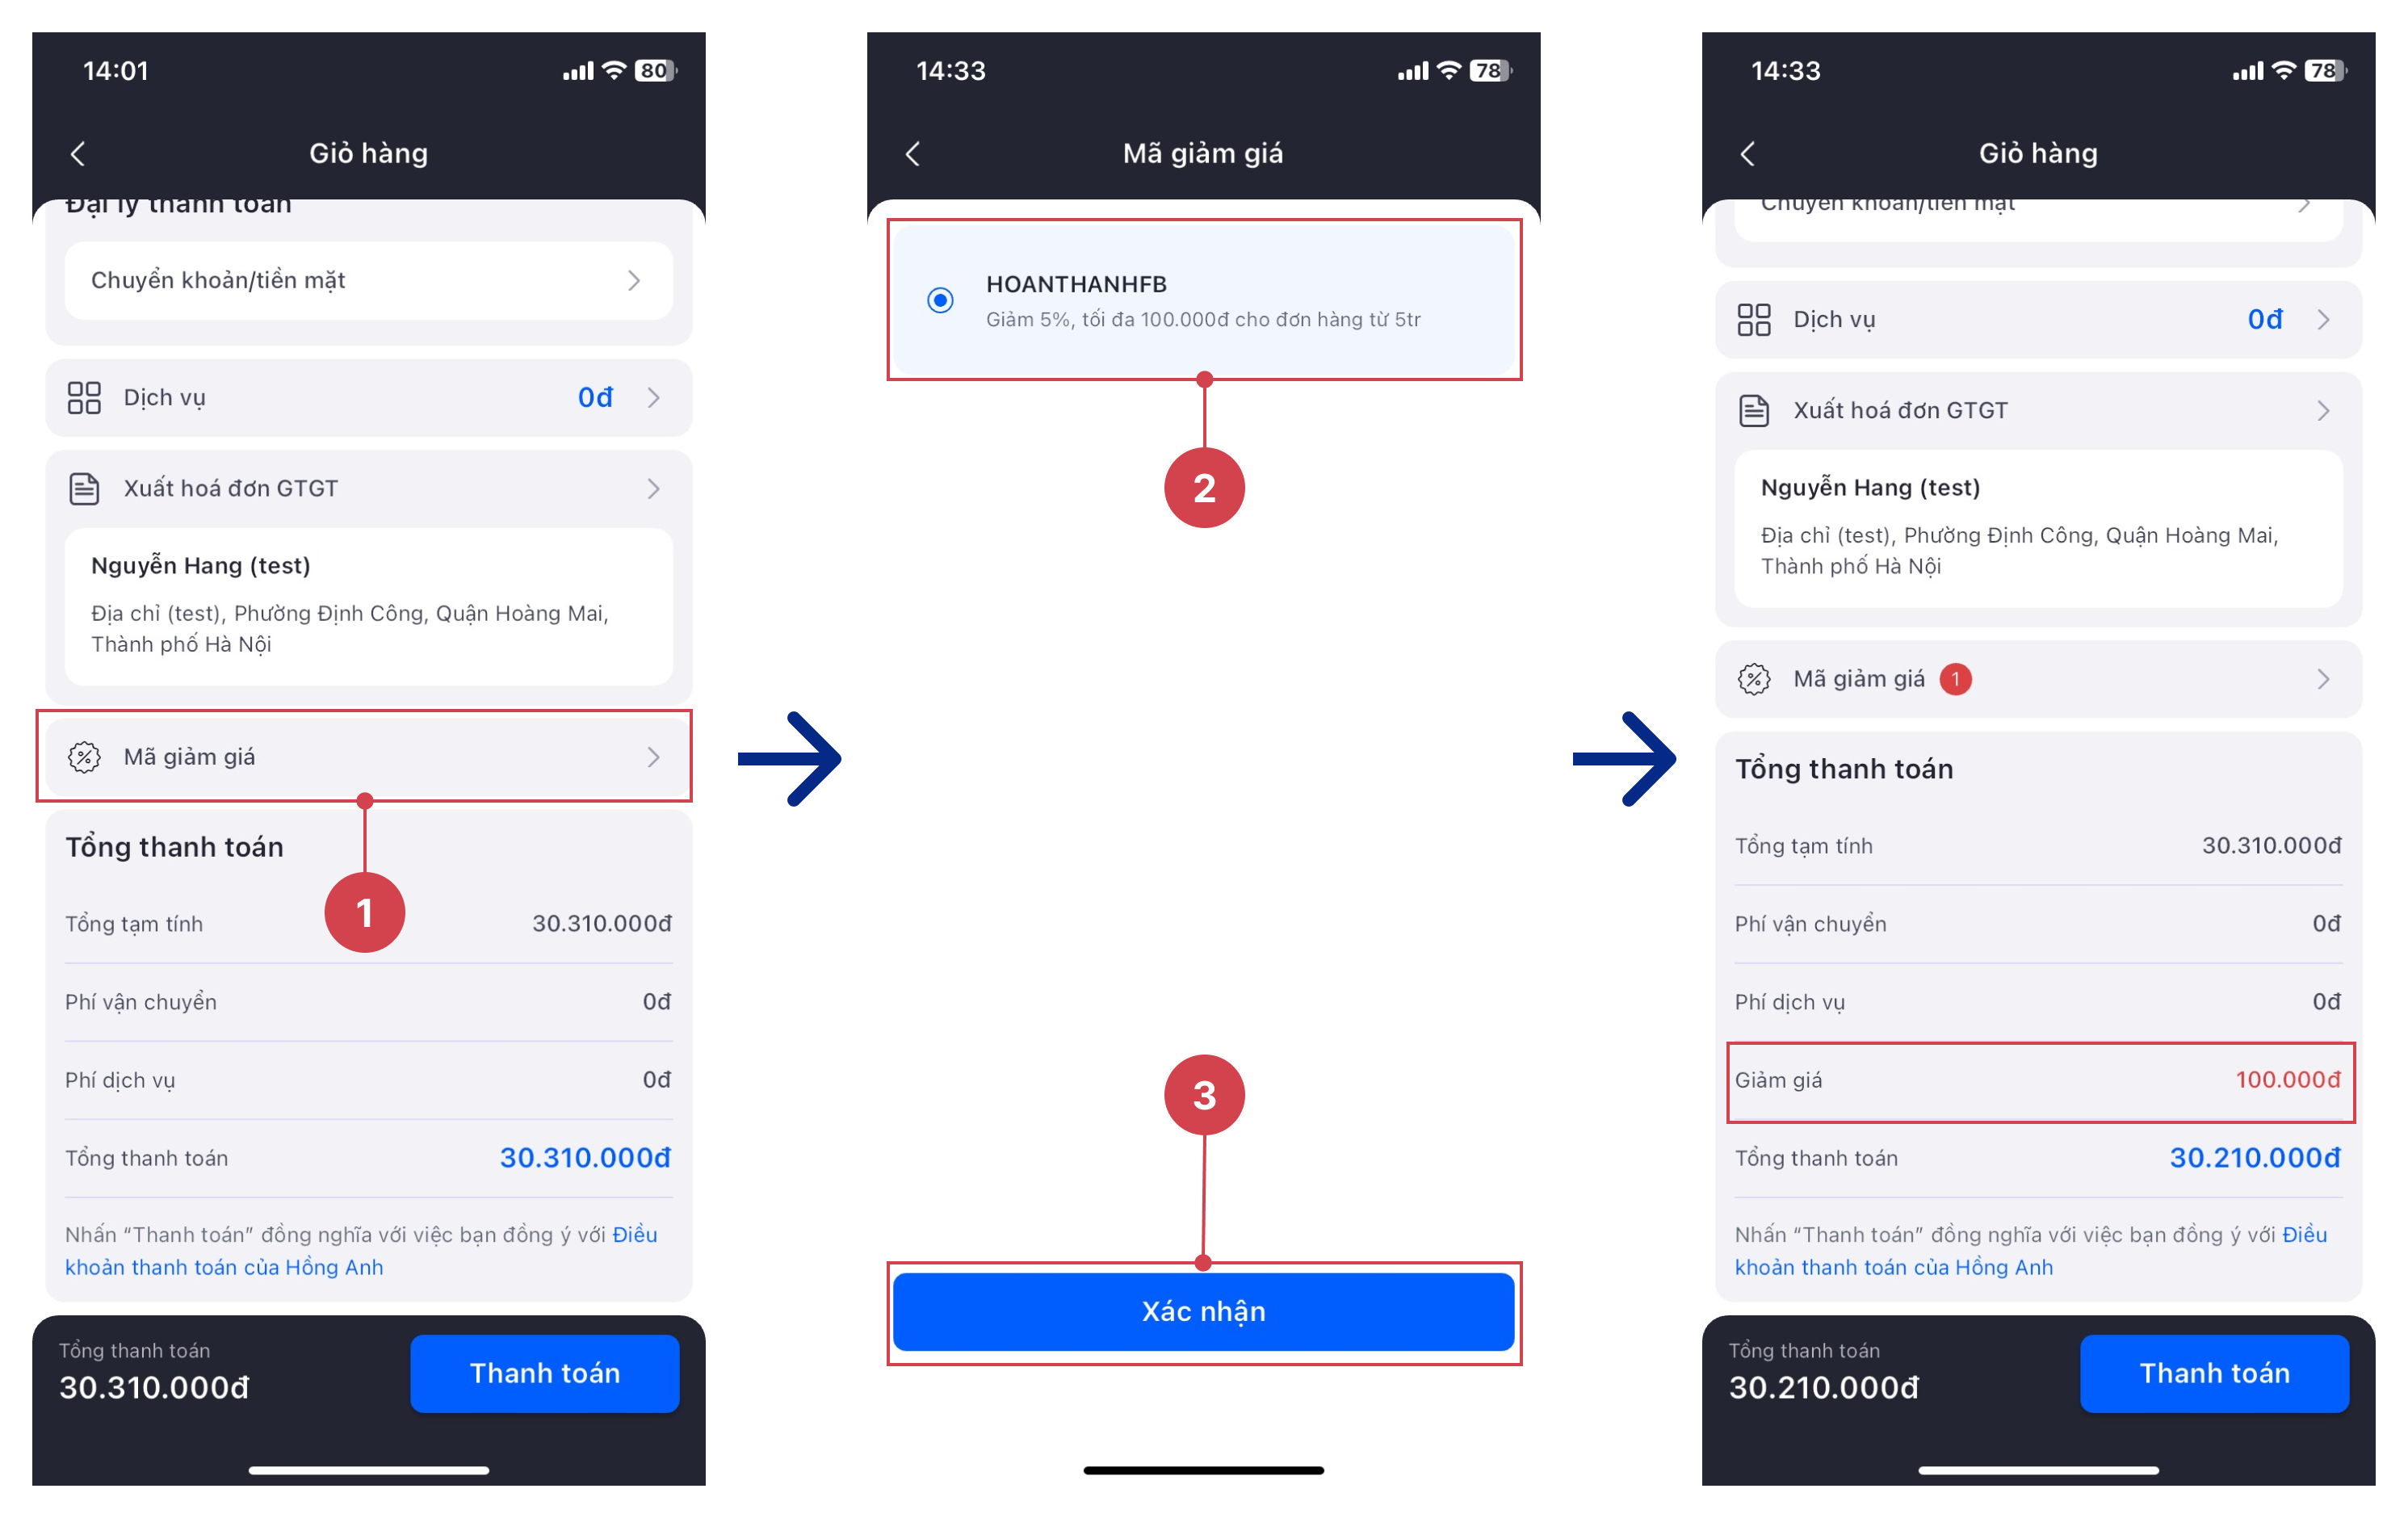 14:01
80
Giỏ hàng
Đại lý thanh toán
Chuyển khoản/tiền mặt
Dịch vụ 0đ
Xuất hoá đơn GTGT
Nguyễn Hang (test)
Địa chỉ (test), Phường Định Công, Quận Hoàng Mai,
Thành phố Hà Nội
Mã giảm giá
1
Tổng thanh toán
Tổng tạm tính 30.310.000đ
Phí vận chuyển 0đ
Phí dịch vụ 0đ
Tổng thanh toán 30.310.000đ
Nhấn “Thanh toán” đồng nghĩa với việc bạn đồng ý với Điều
khoản thanh toán của Hồng Anh
Tổng thanh toán
30.310.000đ
Thanh toán
14:33
78
Mã giảm giá
HOANTHANHFB
Giảm 5%, tối đa 100.000đ cho đơn hàng từ 5tr
2
3
Xác nhận
14:33
78
Giỏ hàng
Chuyển khoản/tiền mặt
Dịch vụ 0đ
Xuất hoá đơn GTGT
Nguyễn Hang (test)
Địa chỉ (test), Phường Định Công, Quận Hoàng Mai,
Thành phố Hà Nội
Mã giảm giá 1
Tổng thanh toán
Tổng tạm tính 30.310.000đ
Phí vận chuyển 0đ
Phí dịch vụ 0đ
Giảm giá 100.000đ
Tổng thanh toán 30.210.000đ
Nhấn “Thanh toán” đồng nghĩa với việc bạn đồng ý với Điều
khoản thanh toán của Hồng Anh
Tổng thanh toán
30.210.000đ
Thanh toán